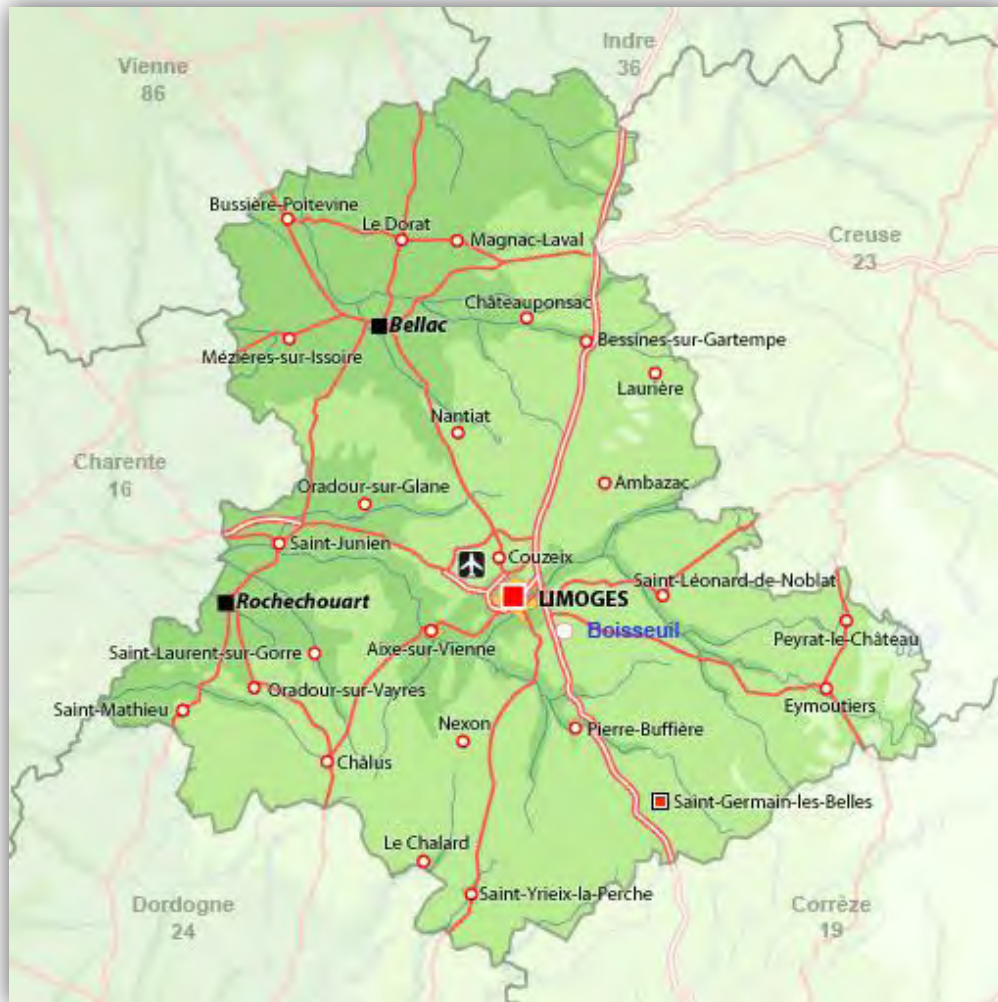 Indre
36
Vienne
86
Bussière-Poitevine
Le Dorat
Magnac-Laval
Creuse
23
Châteauponsac
Bellac
Bessines-sur-Gartempe
Mézières-sur-Issoire
Laurière
Nantiat
Charente
16
Oradour-sur-Glane
Ambazac
Saint-Junien
Couzeix
Saint-Léonard-de-Noblat
Rochechouart
LIMOGES
Boisseuil
Peyrat-le-Château
Aixe-sur-Vienne
Saint-Laurent-sur-Gorre
Oradour-sur-Vayres
Saint-Mathieu
Eymoutiers
Nexon
Pierre-Buffière
Châlus
Saint-Germain-les-Belles
Le Chalard
Saint-Yrieix-la-Perche
Dordogne
24
Corrèze
19